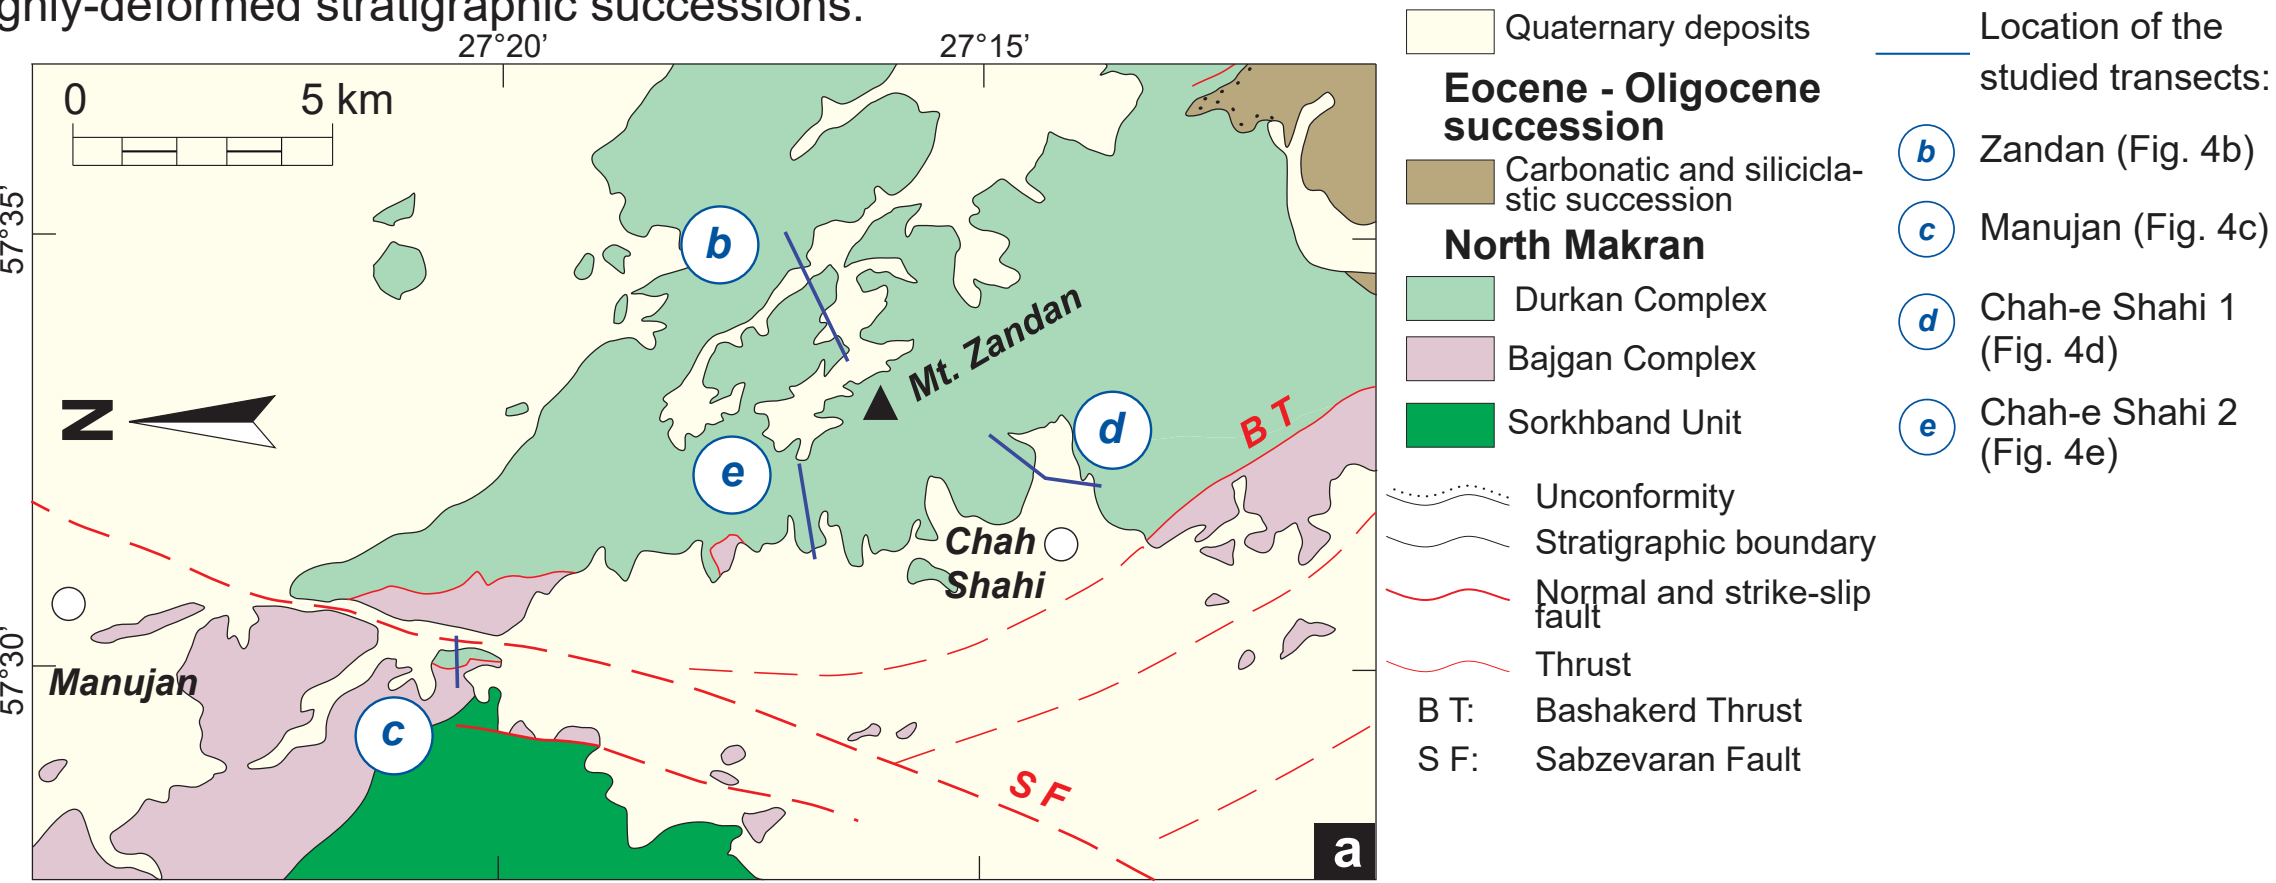 ghly-deformed stratigraphic successions.
27°20’
27°15’
0
5 km
57°35’
57°30’
N
b
Mt. Zandan
e
d
B T
Chah
Shahi
Manujan
c
S F
a
Quaternary deposits
Eocene - Oligocene
succession
Carbonatic and silicicla-
stic succession
North Makran
Durkan Complex
Bajgan Complex
Sorkhband Unit
Unconformity
Stratigraphic boundary
Normal and strike-slip
fault
Thrust
B T: Bashakerd Thrust
S F: Sabzevaran Fault
Location of the
studied transects:
b Zandan (Fig. 4b)
c Manujan (Fig. 4c)
d Chah-e Shahi 1
(Fig. 4d)
e Chah-e Shahi 2
(Fig. 4e)